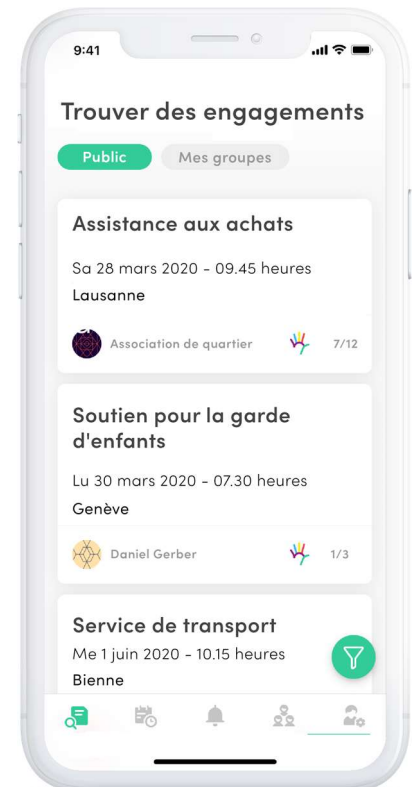 9:41
Trouver des engagements
Public
Mes groupes
Assistance aux achats
Sa 28 mars 2020 - 09.45 heures
Lausanne
Association de quartier
7/12
Soutien pour la garde
d'enfants
Lu 30 mars 2020 - 07.30 heures
Genève
Daniel Gerber
1/3
Service de transport
Me 1 juin 2020 - 10.15 heures
Bienne